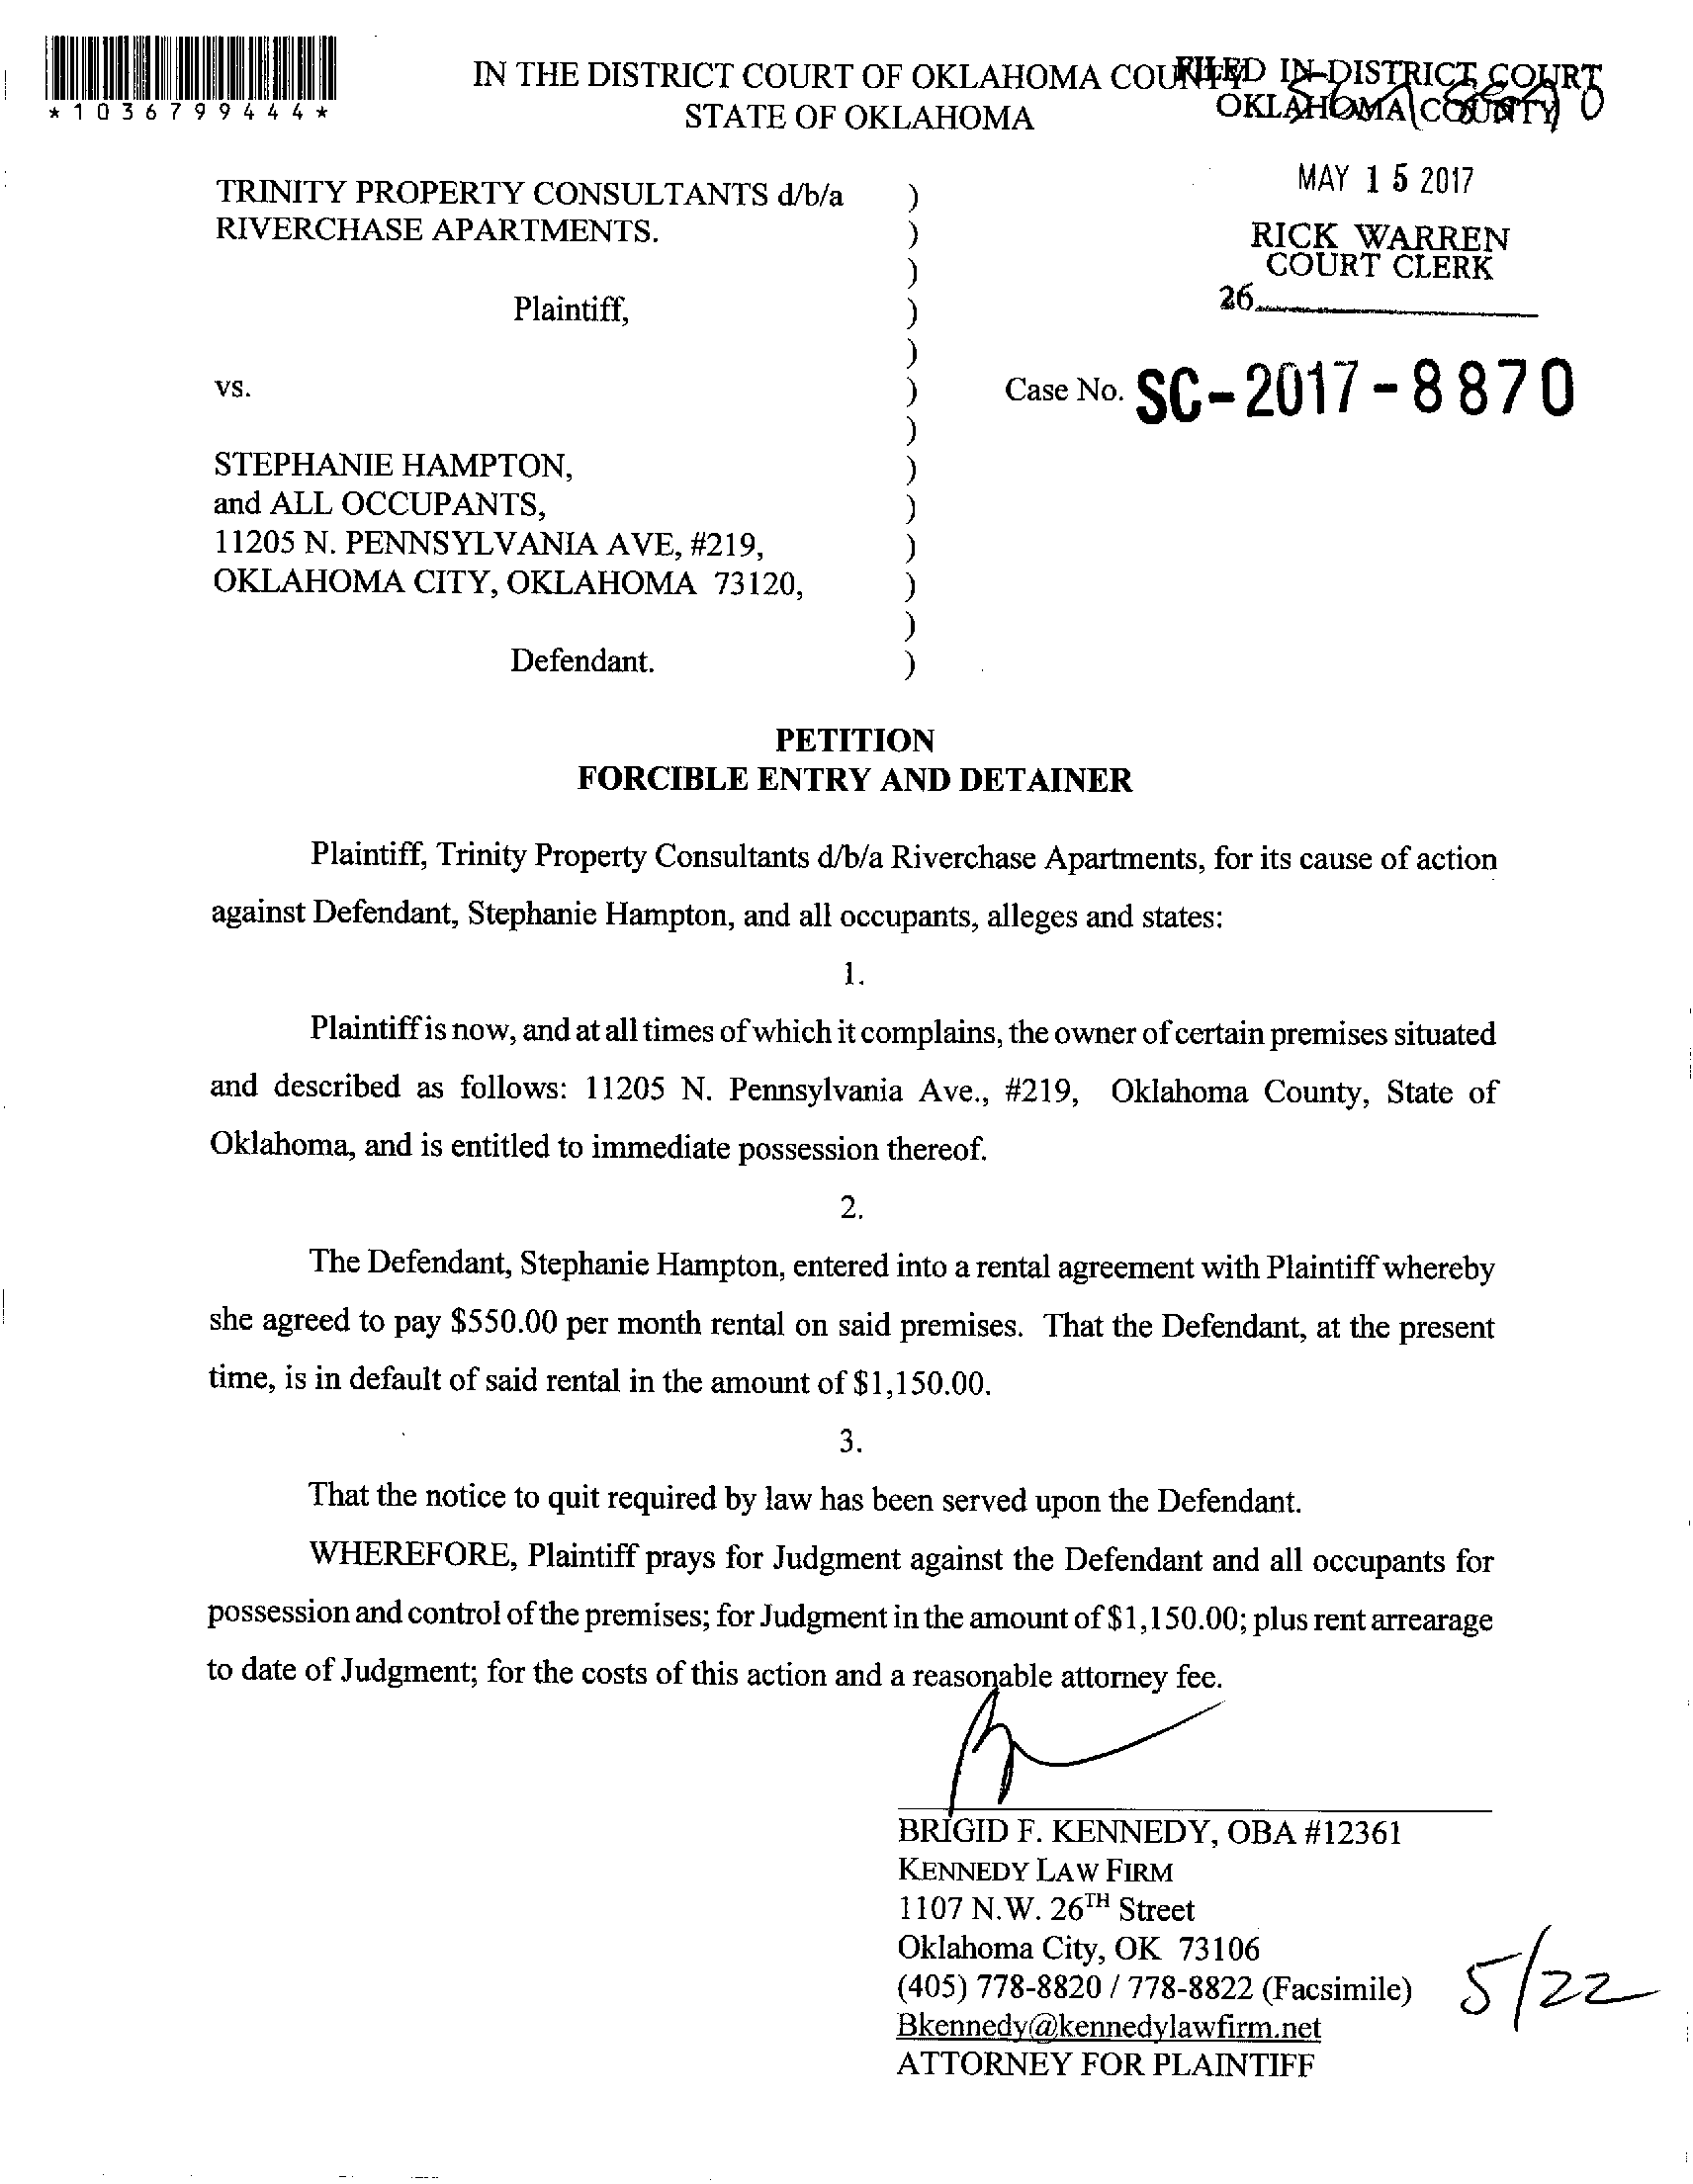 *1036799444*
IN THE DISTRICT COURT OF OKLAHOMA COUNTY
STATE OF OKLAHOMA
FILED IN DISTRICT COURT
OKLAHOMA COUNTY
MAY 15 2017
RICK WARREN
COURT CLERK
26
TRINITY PROPERTY CONSULTANTS d/b/a )
RIVERCHASE APARTMENTS. )
)
Plaintiff, )
)
vs. ) Case No. SC-2017-8870
)
STEPHANIE HAMPTON, )
and ALL OCCUPANTS, )
11205 N. PENNSYLVANIA AVE, #219, )
OKLAHOMA CITY, OKLAHOMA 73120, )
)
Defendant. )
PETITION
FORCIBLE ENTRY AND DETAINER
Plaintiff, Trinity Property Consultants d/b/a Riverchase Apartments, for its cause of action
against Defendant, Stephanie Hampton, and all occupants, alleges and states:
1.
Plaintiff is now, and at all times of which it complains, the owner of certain premises situated
and described as follows: 11205 N. Pennsylvania Ave., #219, Oklahoma County, State of
Oklahoma, and is entitled to immediate possession thereof.
2.
The Defendant, Stephanie Hampton, entered into a rental agreement with Plaintiff whereby
she agreed to pay $550.00 per month rental on said premises. That the Defendant, at the present
time, is in default of said rental in the amount of $1,150.00.
3.
That the notice to quit required by law has been served upon the Defendant.
WHEREFORE, Plaintiff prays for Judgment against the Defendant and all occupants for
possession and control of the premises; for Judgment in the amount of $1,150.00; plus rent arrearage
to date of Judgment; for the costs of this action and a reasonable attorney fee.
BRIGID F. KENNEDY, OBA #12361
KENNEDY LAW FIRM
1107 N.W. 26TH Street
Oklahoma City, OK 73106
(405) 778-8820 / 778-8822 (Facsimile)
Bkennedy@kennedylawfirm.net
ATTORNEY FOR PLAINTIFF
5/22